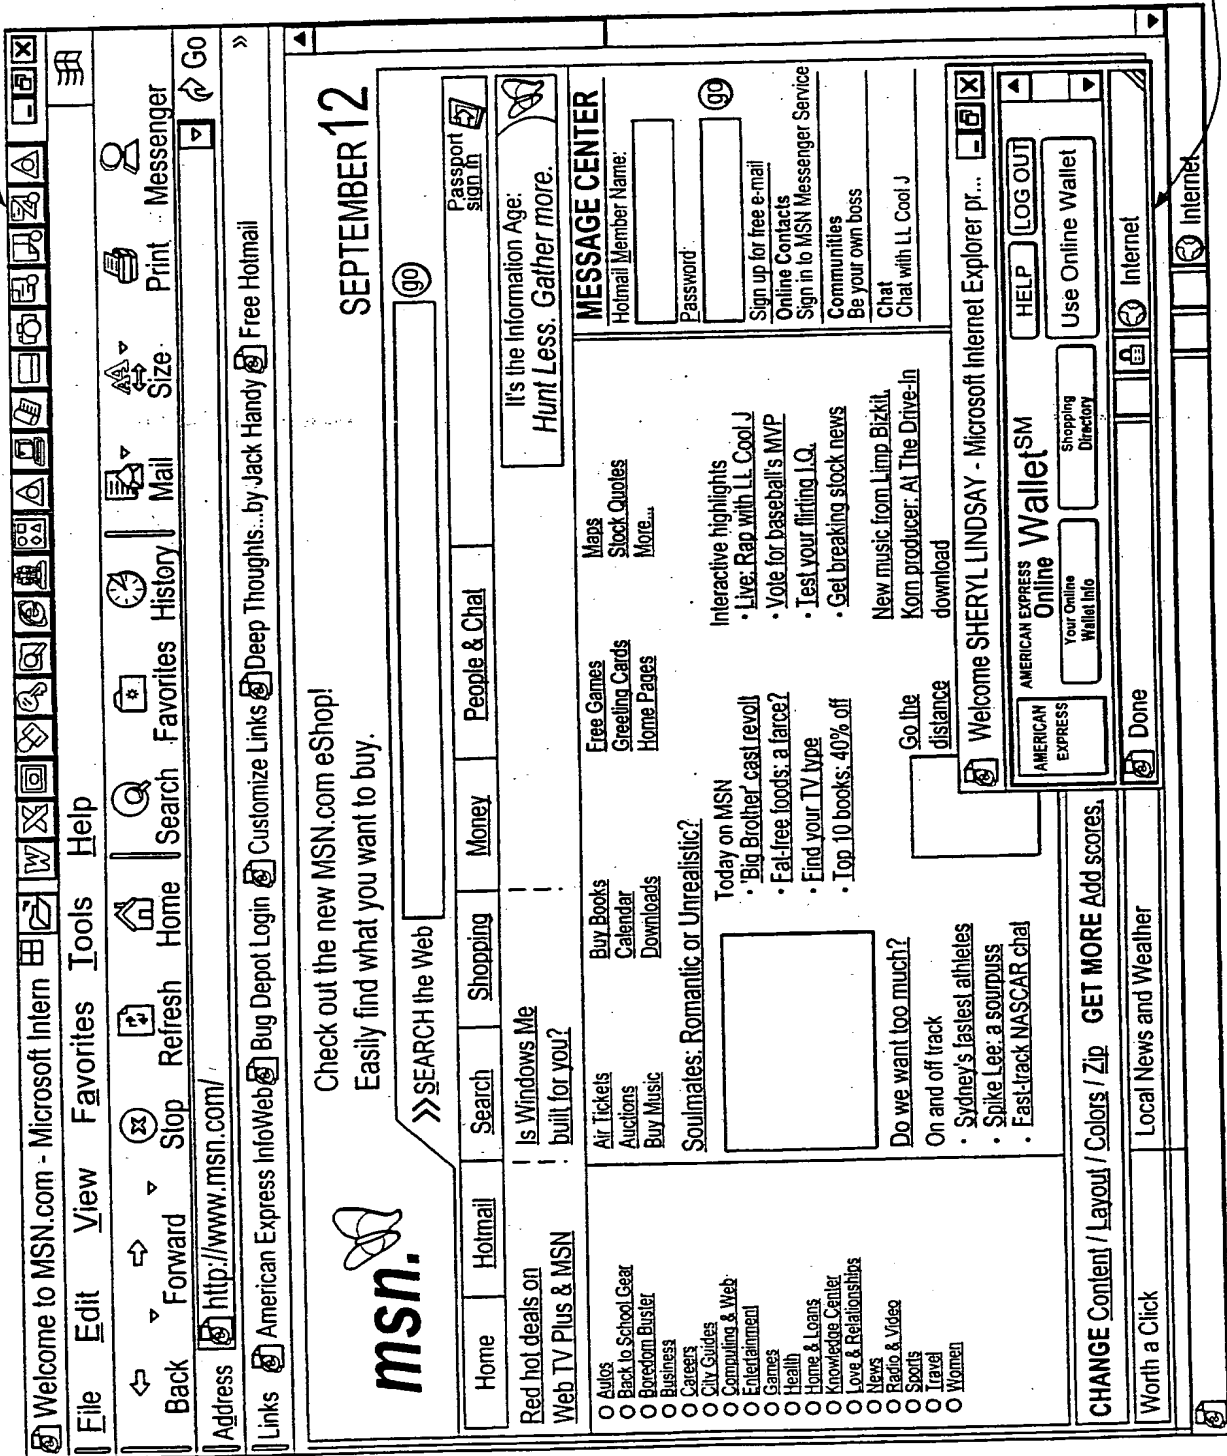 Welcome to MSN.com - Microsoft Intern
File Edit View Favorites Tools Help
Back Forward Stop Refresh Home Search Favorites History Mail Size Print Messenger
Address http://www.msn.com/ Go
Links American Express InfoWeb Bug Depot Login Customize Links Deep Thoughts...by Jack Handy Free Hotmail »
msn.
Check out the new MSN.com eShop!
Easily find what you want to buy.
SEPTEMBER 12
>>SEARCH the Web go
Home Hotmail Search Shopping Money People & Chat Passport sign in
Red hot deals on
Web TV Plus & MSN
Is Windows Me
built for you?
It's the Information Age:
Hunt Less. Gather more.
Autos
Back to School Gear
Boredom Buster
Business
Careers
City Guides
Computing & Web
Entertainment
Games
Health
Home & Loans
Knowledge Center
Love & Relationships
News
Radio & Video
Sports
Travel
Women
Air Tickets Buy Books Free Games Maps
Auctions Calendar Greeting Cards Stock Quotes
Buy Music Downloads Home Pages More...
Soulmates: Romantic or Unrealistic?
Do we want too much?
On and off track
· Sydney's fastest athletes
· Spike Lee: a sourpuss
· Fast-track NASCAR chat
Today on MSN
· 'Big Brother' cast revolt
· Fat-free foods: a farce?
· Find your TV type
· Top 10 books: 40% off
Go the
distance
Interactive highlights
· Live: Rap with LL Cool J
· Vote for baseball's MVP
· Test your flirting I.Q.
· Get breaking stock news
New music from Limp Bizkit,
Korn producer: At The Drive-In
download
MESSAGE CENTER
Hotmail Member Name:
Password:
go
Sign up for free e-mail
Online Contacts
Sign in to MSN Messenger Service
Communities
Be your own boss
Chat
Chat with LL Cool J
CHANGE Content / Layout / Colors / Zip GET MORE Add scores,
Worth a Click Local News and Weather
Welcome SHERYL LINDSAY - Microsoft Internet Explorer pr...
AMERICAN
EXPRESS
AMERICAN EXPRESS
Online Wallet SM
HELP LOG OUT
Your Online
Wallet Info
Shopping
Directory
Use Online Wallet
Done Internet
Internet